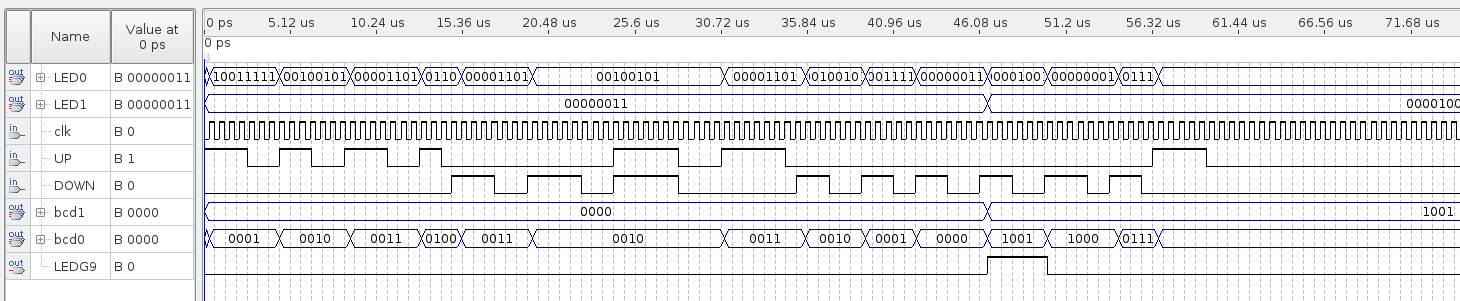 Name Value at 0 ps 0 ps 5.12 us 10.24 us 15.36 us 20.48 us 25.6 us 30.72 us 35.84 us 40.96 us 46.08 us 51.2 us 56.32 us 61.44 us 66.56 us 71.68 us
0 ps
out LED0 B 00000011 10011111 00100101 00001101 0110 00001101 00100101 00001101 010010 001111 00000011 000100 00000001 0111
out LED1 B 00000011 00000011 0000100
in clk B 0
in UP B 1
in DOWN B 0
out bcd1 B 0000 0000 1001
out bcd0 B 0000 0001 0010 0011 0100 0011 0010 0011 0010 0001 0000 1001 1000 0111
out LEDG9 B 0